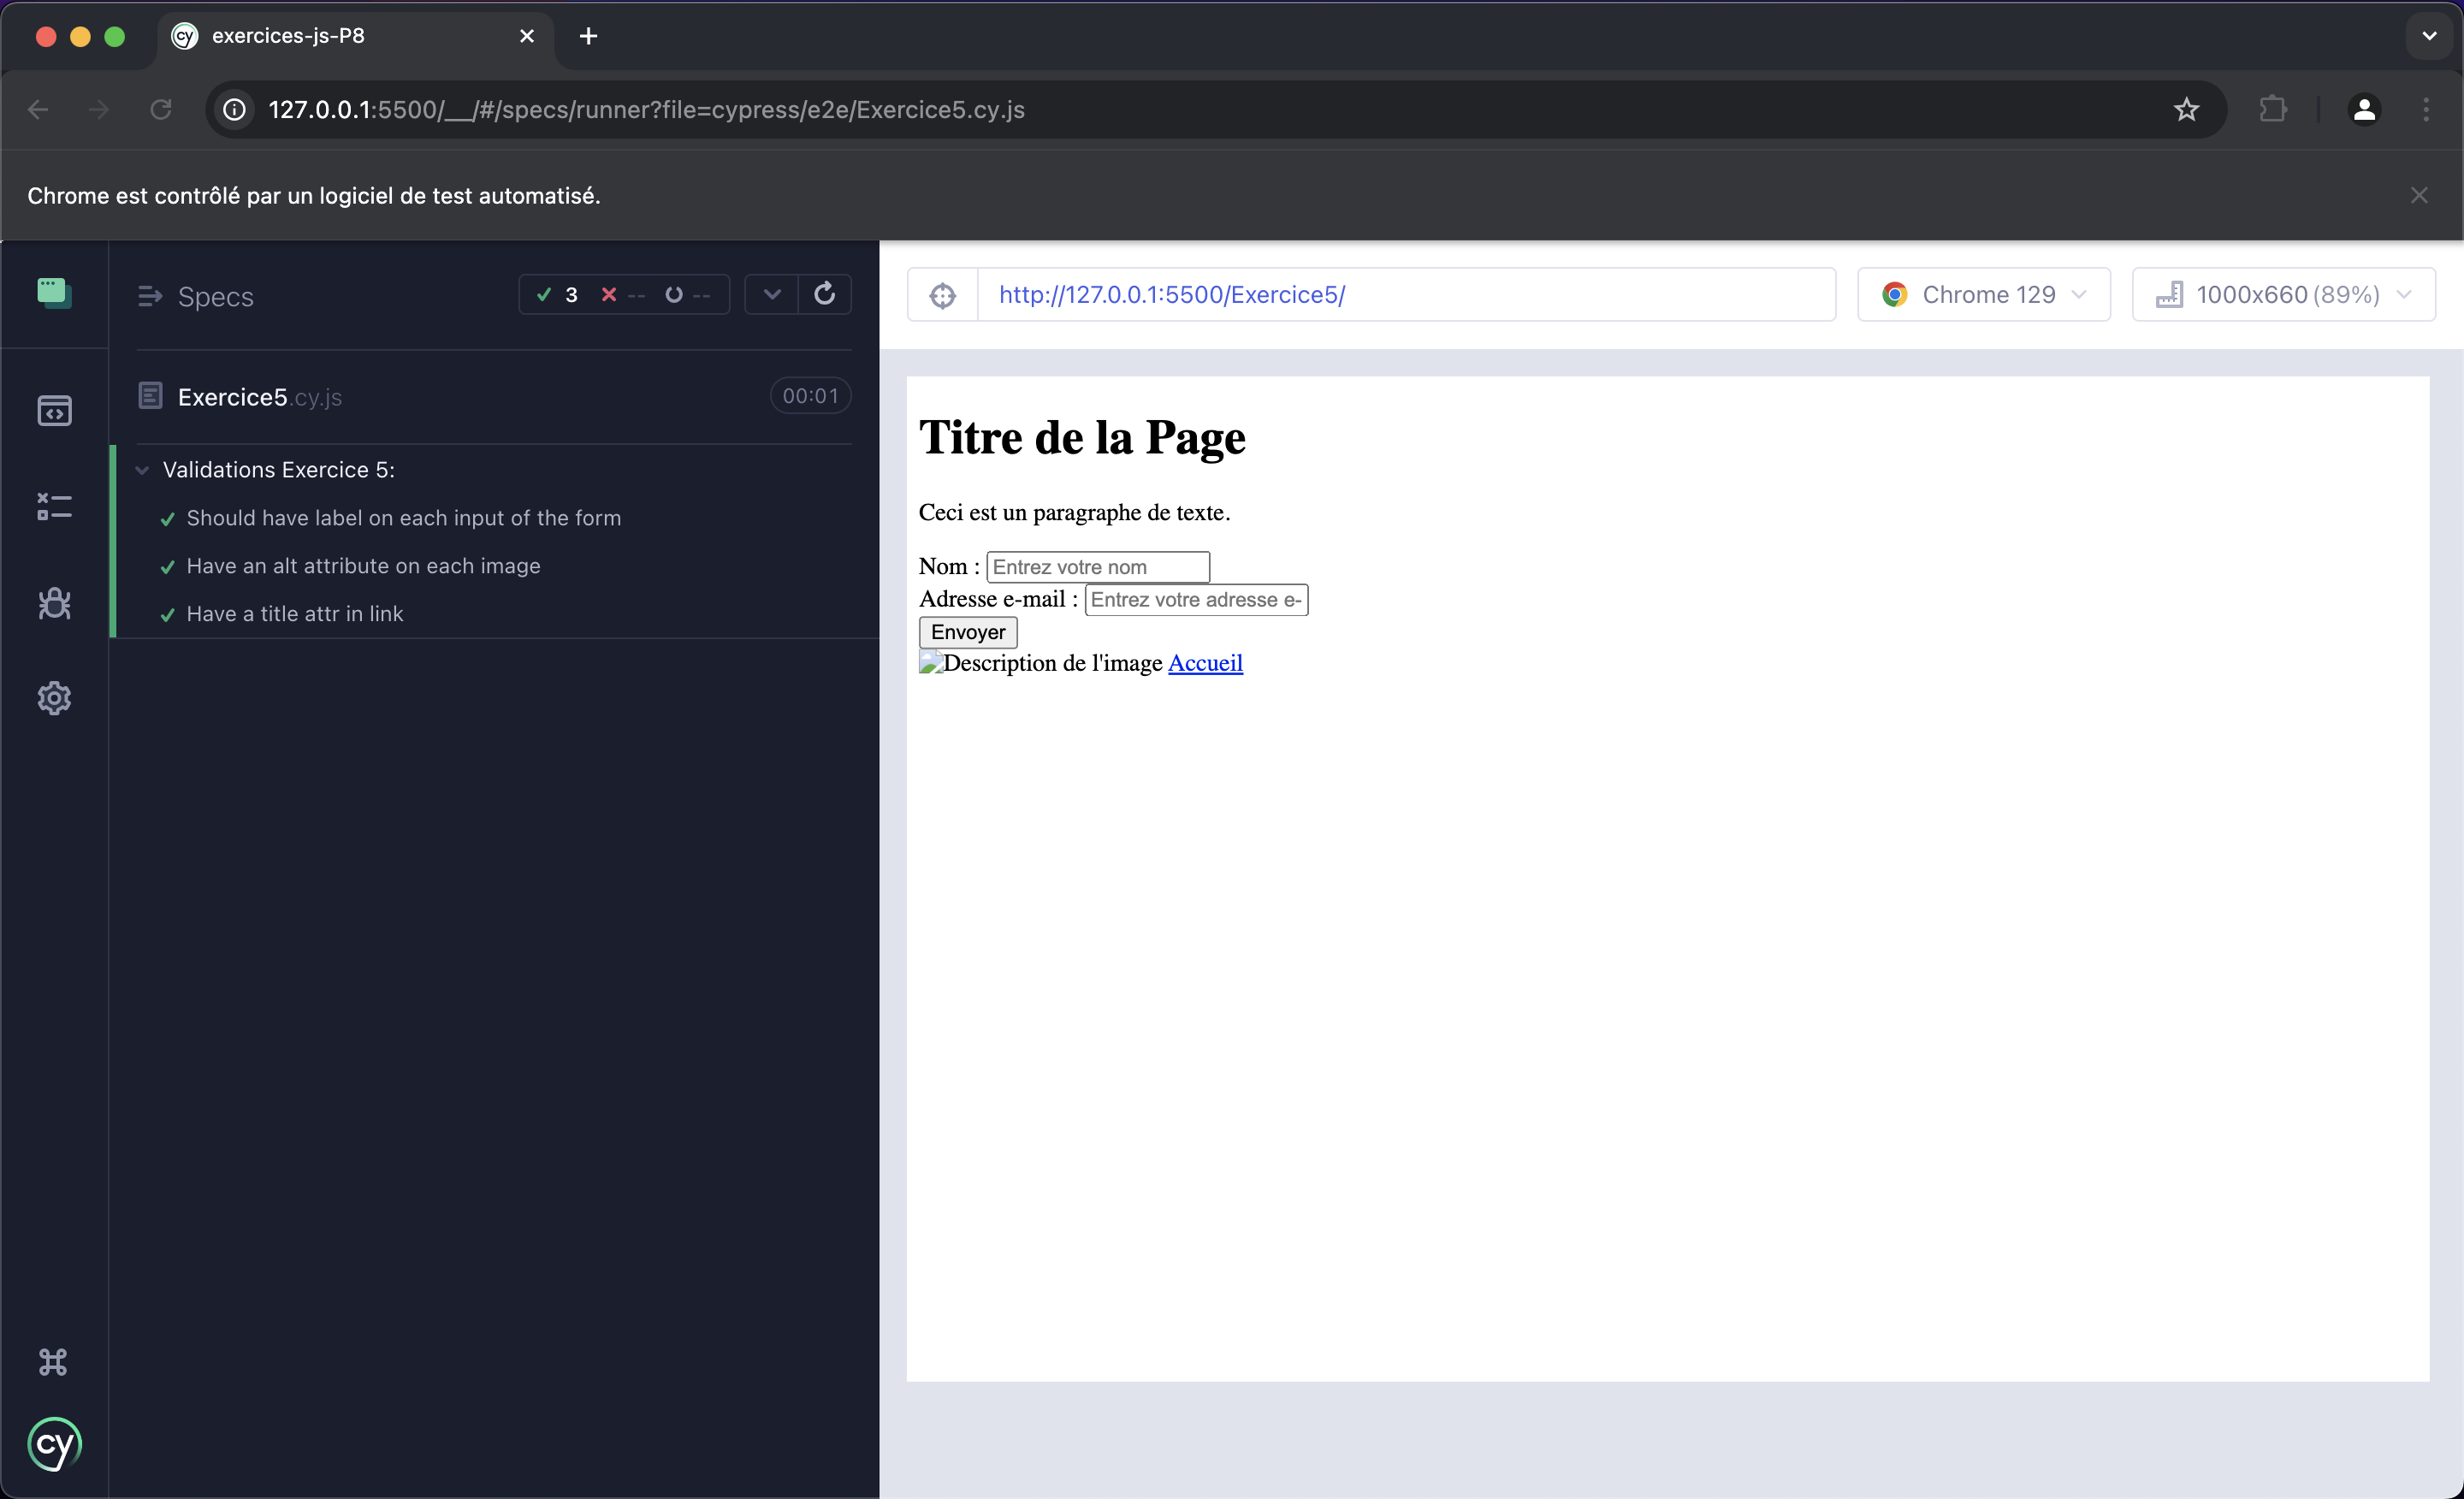 exercices-js-P8
127.0.0.1:5500/__/#/specs/runner?file=cypress/e2e/Exercice5.cy.js
Chrome est contrôlé par un logiciel de test automatisé.
Specs
3 -- --
Exercice5.cy.js
00:01
Validations Exercice 5:
Should have label on each input of the form
Have an alt attribute on each image
Have a title attr in link
cy
http://127.0.0.1:5500/Exercice5/
Chrome 129
1000x660 (89%)
Titre de la Page
Ceci est un paragraphe de texte.
Nom : Entrez votre nom
Adresse e-mail : Entrez votre adresse e-
Envoyer
Description de l'image Accueil